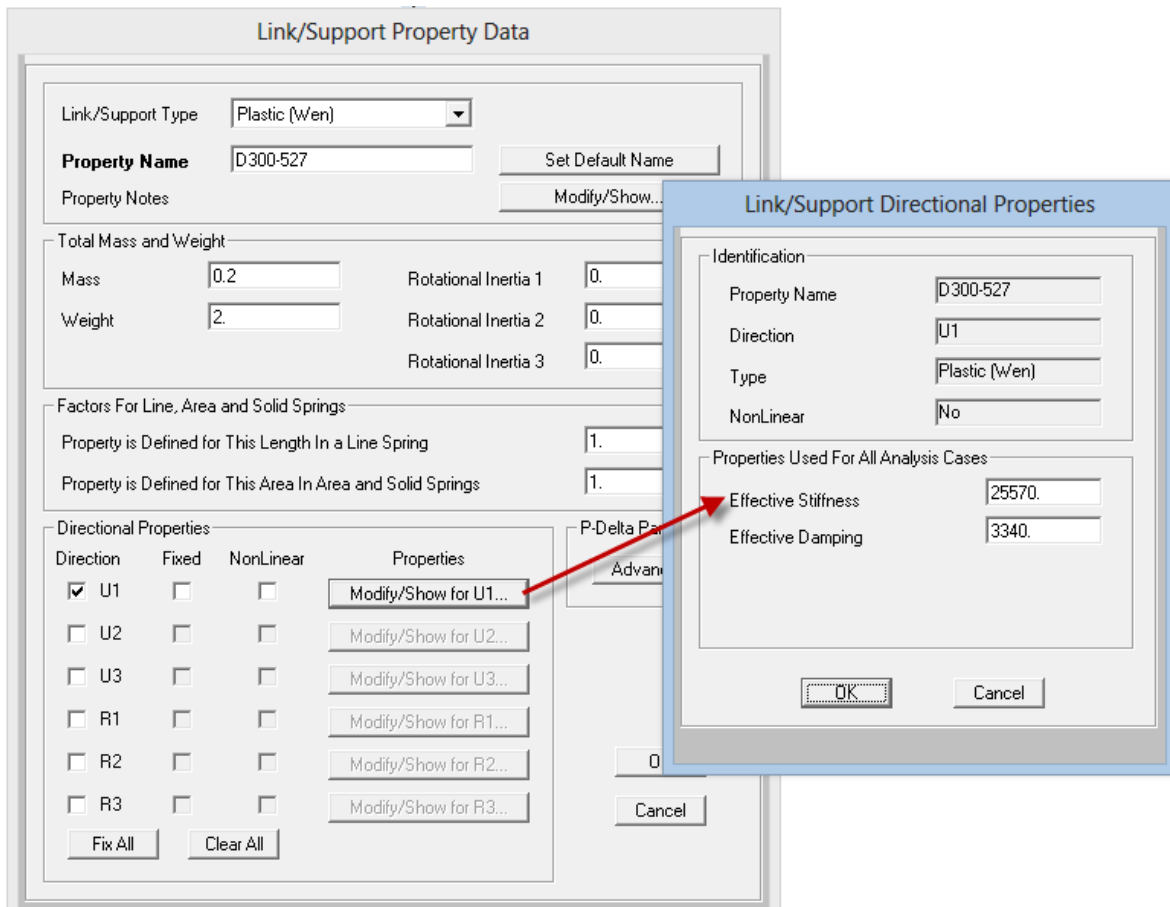 Link/Support Property Data
Link/Support Type Plastic (Wen)
Property Name D300-527 Set Default Name
Property Notes Modify/Show...
Total Mass and Weight
Mass 0.2 Rotational Inertia 1 0.
Weight 2. Rotational Inertia 2 0.
Rotational Inertia 3 0.
Factors For Line, Area and Solid Springs
Property is Defined for This Length In a Line Spring 1.
Property is Defined for This Area In Area and Solid Springs 1.
Directional Properties
Direction Fixed NonLinear Properties
U1 Modify/Show for U1...
U2 Modify/Show for U2...
U3 Modify/Show for U3...
R1 Modify/Show for R1...
R2 Modify/Show for R2...
R3 Modify/Show for R3...
Fix All Clear All
P-Delta Pa
Advan
Cancel
Link/Support Directional Properties
Identification
Property Name D300-527
Direction U1
Type Plastic (Wen)
NonLinear No
Properties Used For All Analysis Cases
Effective Stiffness 25570.
Effective Damping 3340.
OK Cancel